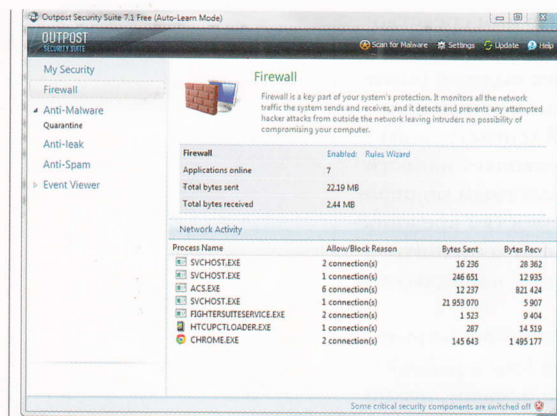 Outpost Security Suite 7.1 Free (Auto-Learn Mode)
OUTPOST
SECURITY SUITE
Scan for Malware Settings Update Help
My Security
Firewall
Anti-Malware
Quarantine
Anti-leak
Anti-Spam
Event Viewer
Firewall
Firewall is a key part of your system's protection. It monitors all the network
traffic the system sends and receives, and it detects and prevents any attempted
hacker attacks from outside the network leaving intruders no possibility of
compromising your computer.
Firewall Enabled: Rules Wizard
Applications online 7
Total bytes sent 22.19 MB
Total bytes received 2.44 MB
Network Activity
Process Name Allow/Block Reason Bytes Sent Bytes Recv
SVCHOST.EXE 2 connection(s) 16 236 28 362
SVCHOST.EXE 1 connection(s) 246 651 12 935
ACS.EXE 6 connection(s) 12 237 821 424
SVCHOST.EXE 1 connection(s) 21 953 070 5 907
FIGHTERSUITESERVICE.EXE 2 connection(s) 1 523 9 404
HTCUPCTLOADER.EXE 1 connection(s) 287 14 519
CHROME.EXE 2 connection(s) 145 643 1 495 177
Some critical security components are switched off